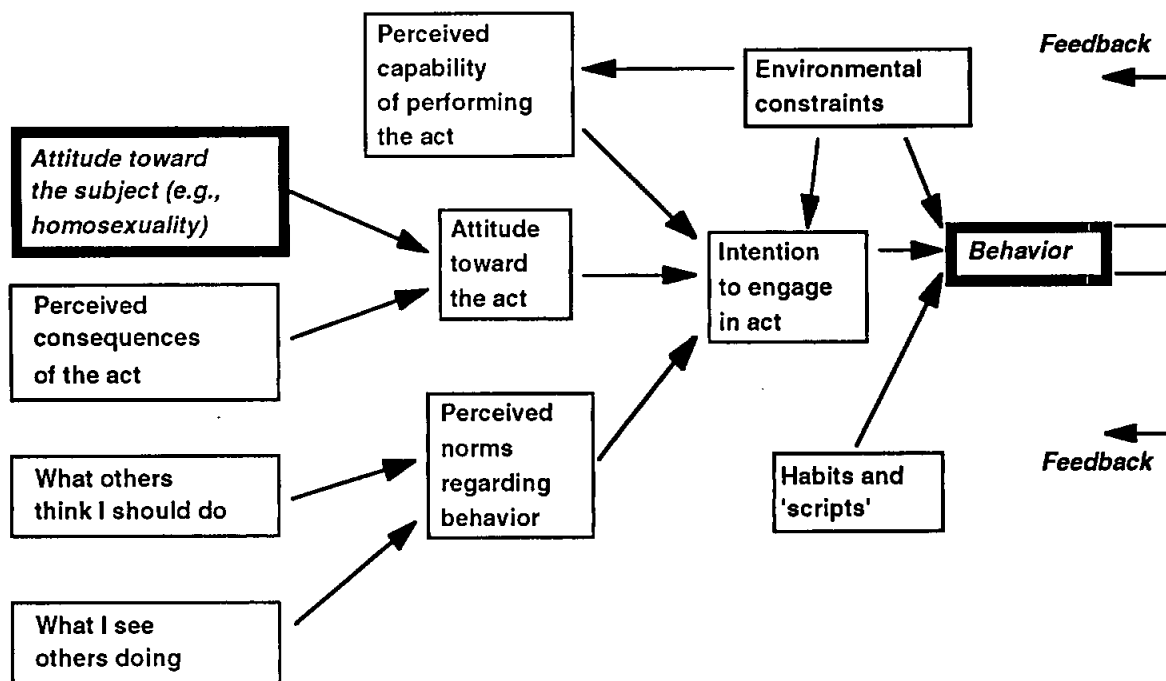 Perceived
capability
of performing
the act
Environmental
constraints
Feedback
Attitude toward
the subject (e.g.,
homosexuality)
Attitude
toward
the act
Intention
to engage
in act
Behavior
Perceived
consequences
of the act
Perceived
norms
regarding
behavior
What others
think I should do
Habits and
'scripts'
Feedback
What I see
others doing